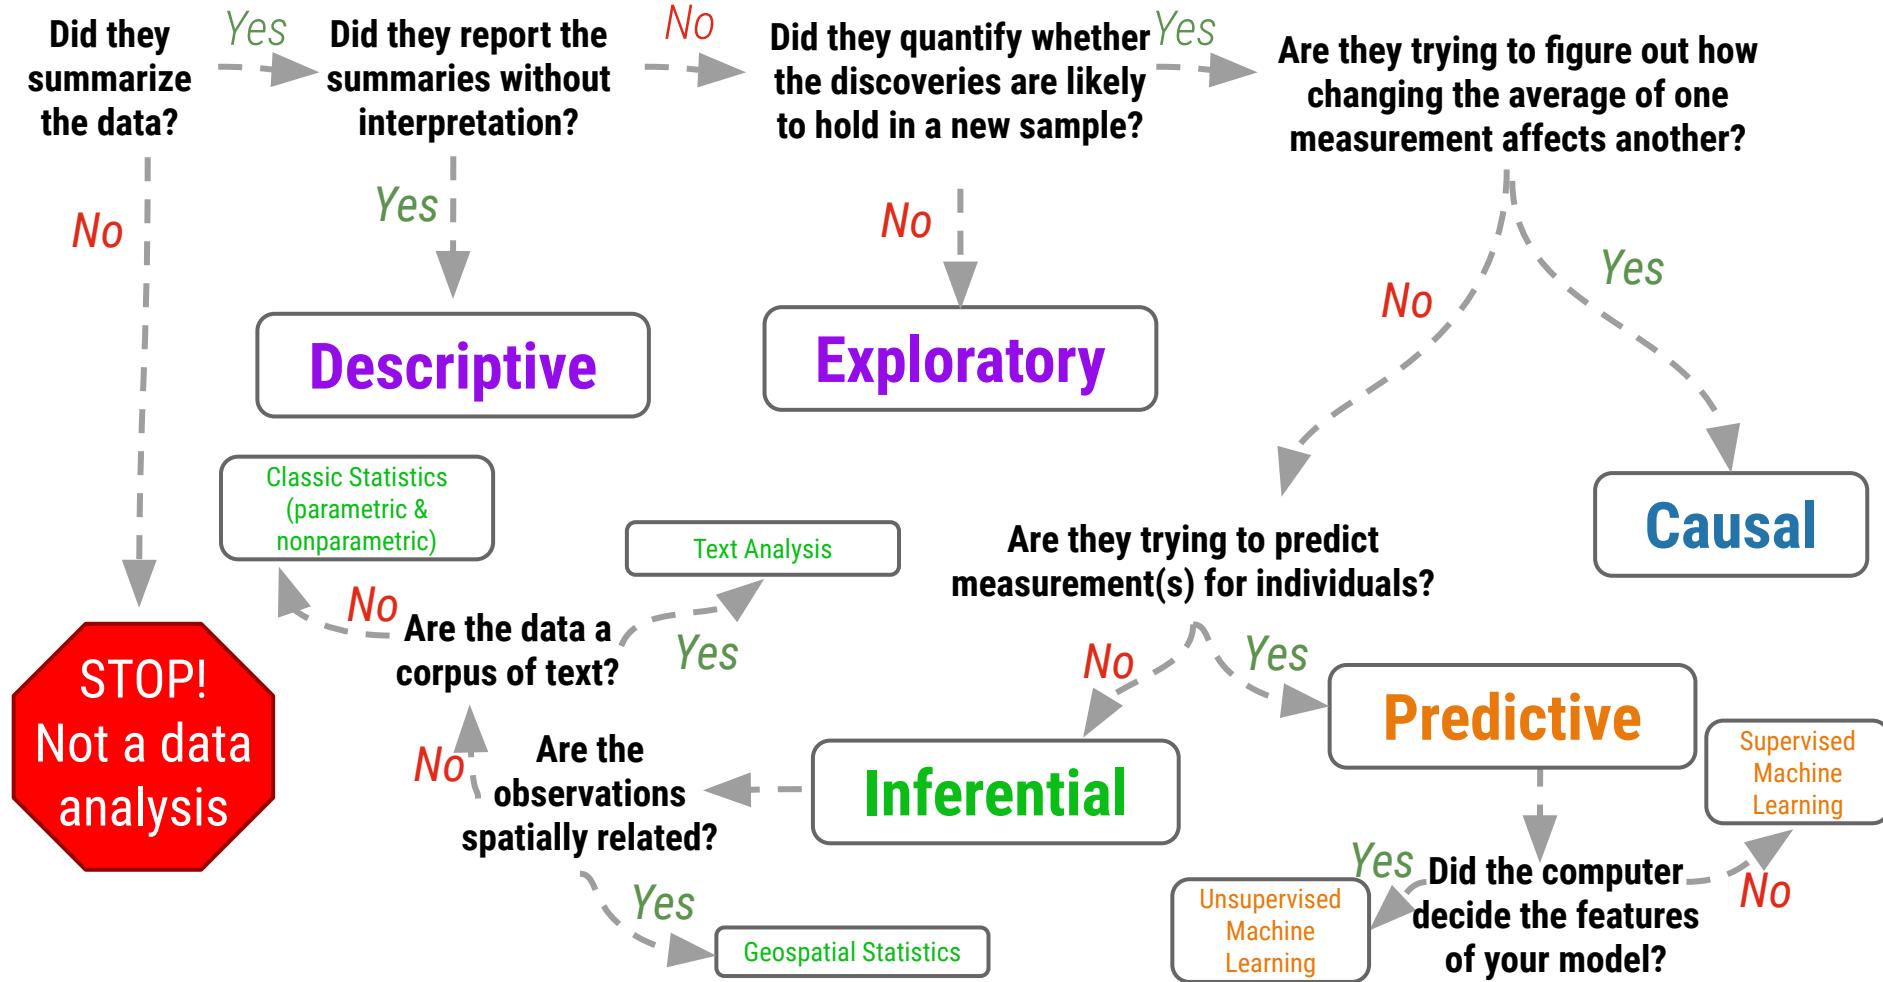 Did they
summarize
the data?
Yes
Did they report the
summaries without
interpretation?
No
Did they quantify whether
the discoveries are likely
to hold in a new sample?
Yes
Are they trying to figure out how
changing the average of one
measurement affects another?
No
Yes
No
No
Yes
Descriptive
Exploratory
Causal
Classic Statistics
(parametric &
nonparametric)
Text Analysis
Are they trying to predict
measurement(s) for individuals?
No
Are the data a
corpus of text?
Yes
No
Yes
STOP!
Not a data
analysis
Predictive
No
Are the
observations
spatially related?
Inferential
Supervised
Machine
Learning
Yes
Geospatial Statistics
Yes
Did the computer
decide the features
of your model?
No
Unsupervised
Machine
Learning